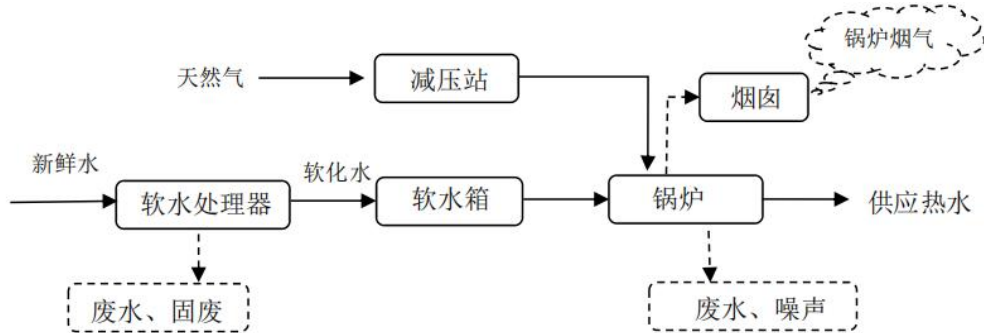 锅炉烟气
天然气
减压站
烟囱
新鲜水
软化水
软水处理器
软水箱
锅炉
供应热水
废水、固废
废水、噪声